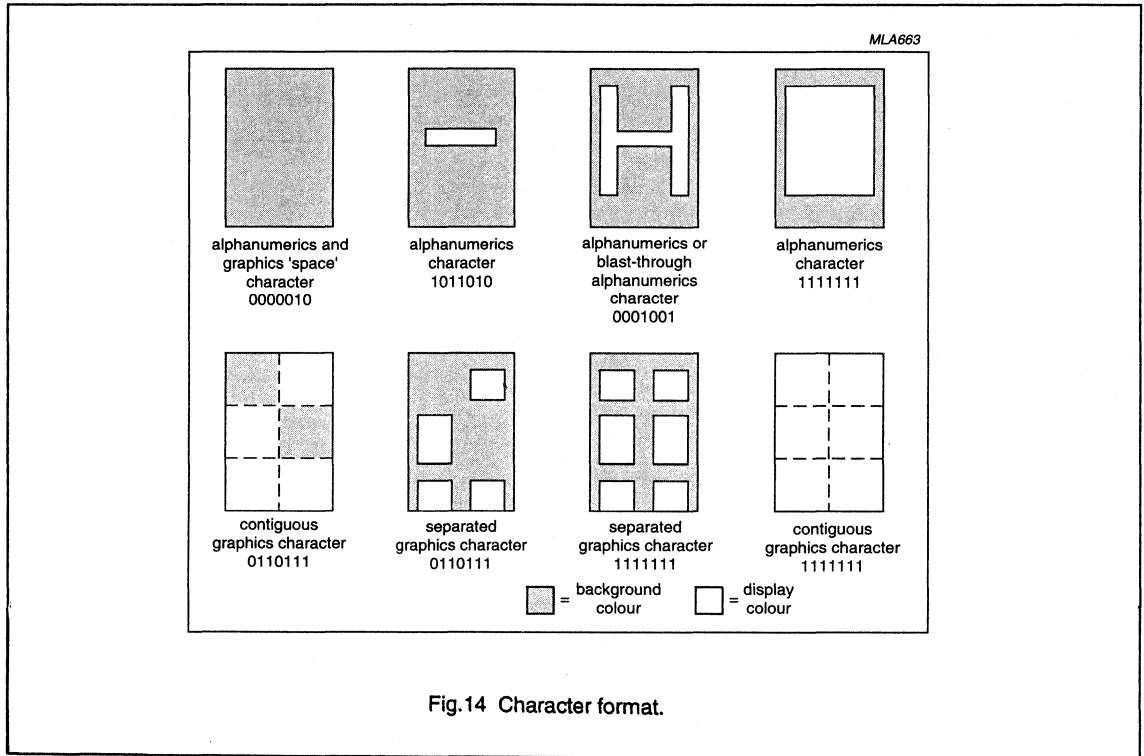 MLA663
alphanumerics and
graphics 'space'
character
0000010
alphanumerics
character
1011010
alphanumerics or
blast-through
alphanumerics
character
0001001
alphanumerics
character
1111111
contiguous
graphics character
0110111
separated
graphics character
0110111
separated
graphics character
1111111
contiguous
graphics character
1111111
= background
colour
= display
colour
Fig.14 Character format.